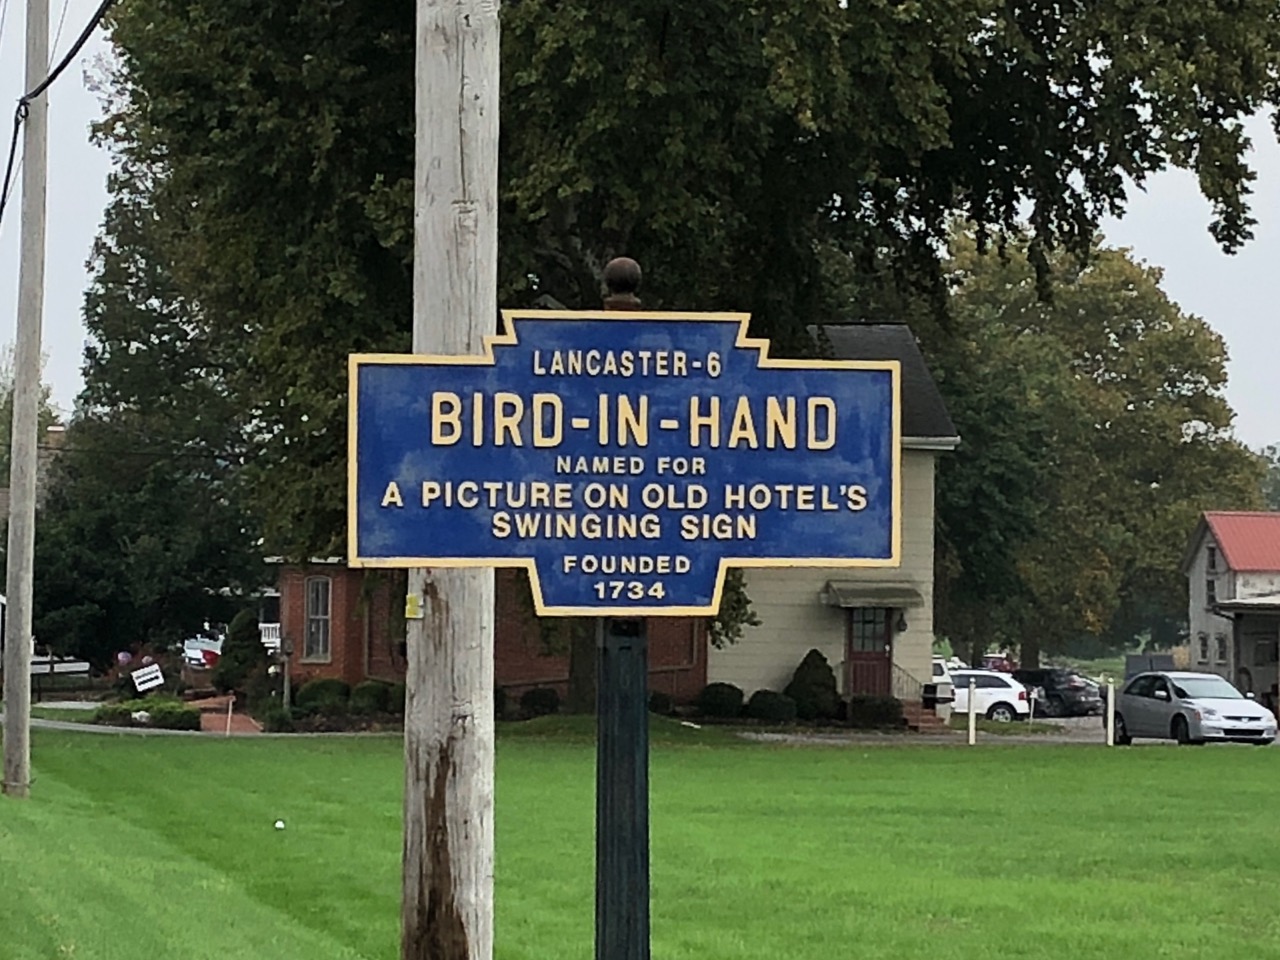 LANCASTER-6
BIRD-IN-HAND
NAMED FOR
A PICTURE ON OLD HOTEL'S
SWINGING SIGN
FOUNDED
1734